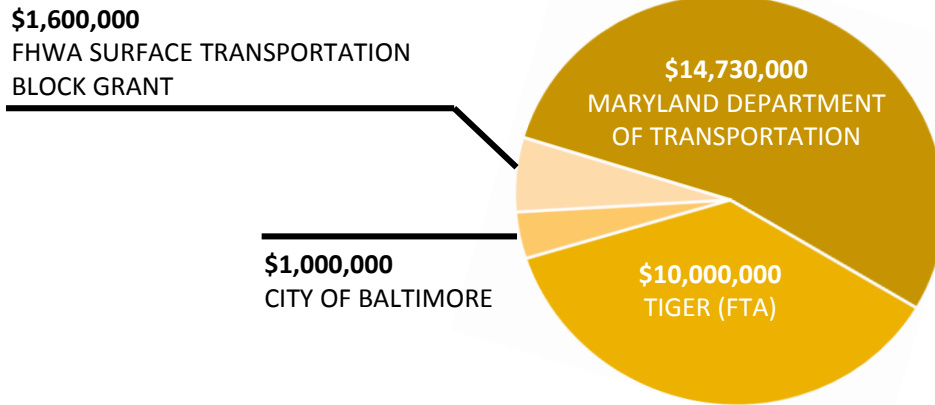 $1,600,000
FHWA SURFACE TRANSPORTATION
BLOCK GRANT
$14,730,000
MARYLAND DEPARTMENT
OF TRANSPORTATION
$1,000,000
CITY OF BALTIMORE
$10,000,000
TIGER (FTA)